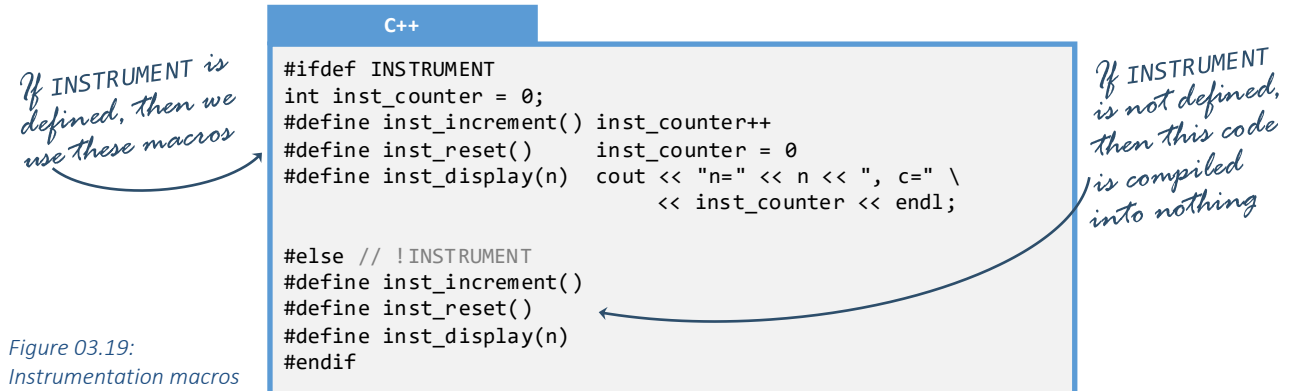 C++
If INSTRUMENT is
defined, then we
use these macros
#ifdef INSTRUMENT
int inst_counter = 0;
#define inst_increment() inst_counter++
#define inst_reset()     inst_counter = 0
#define inst_display(n)  cout << "n=" << n << ", c=" \
                              << inst_counter << endl;
#else // !INSTRUMENT
#define inst_increment()
#define inst_reset()
#define inst_display(n)
#endif
If INSTRUMENT
is not defined,
then this code
is compiled
into nothing
Figure 03.19:
Instrumentation macros